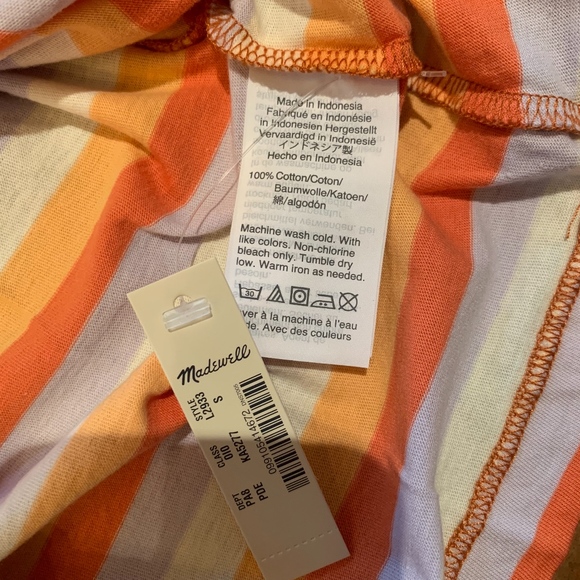 Made in Indonesia
Fabriqué en Indonésie
in Indonesien Hergestellt
Vervaardigd in Indonesië
インドネシア製
Hecho en Indonesia
100% Cotton/Coton/
Baumwolle/Katoen/
綿/algodón
Machine wash cold. With
like colors. Non-chlorine
bleach only. Tumble dry
low. Warm iron as needed.
30
ver à la machine à l'eau
de. Avec des couleurs
Madewell
STYLE L2933 S
CLASS 010 KA5277
DEPT PA8 PDE
099105414672